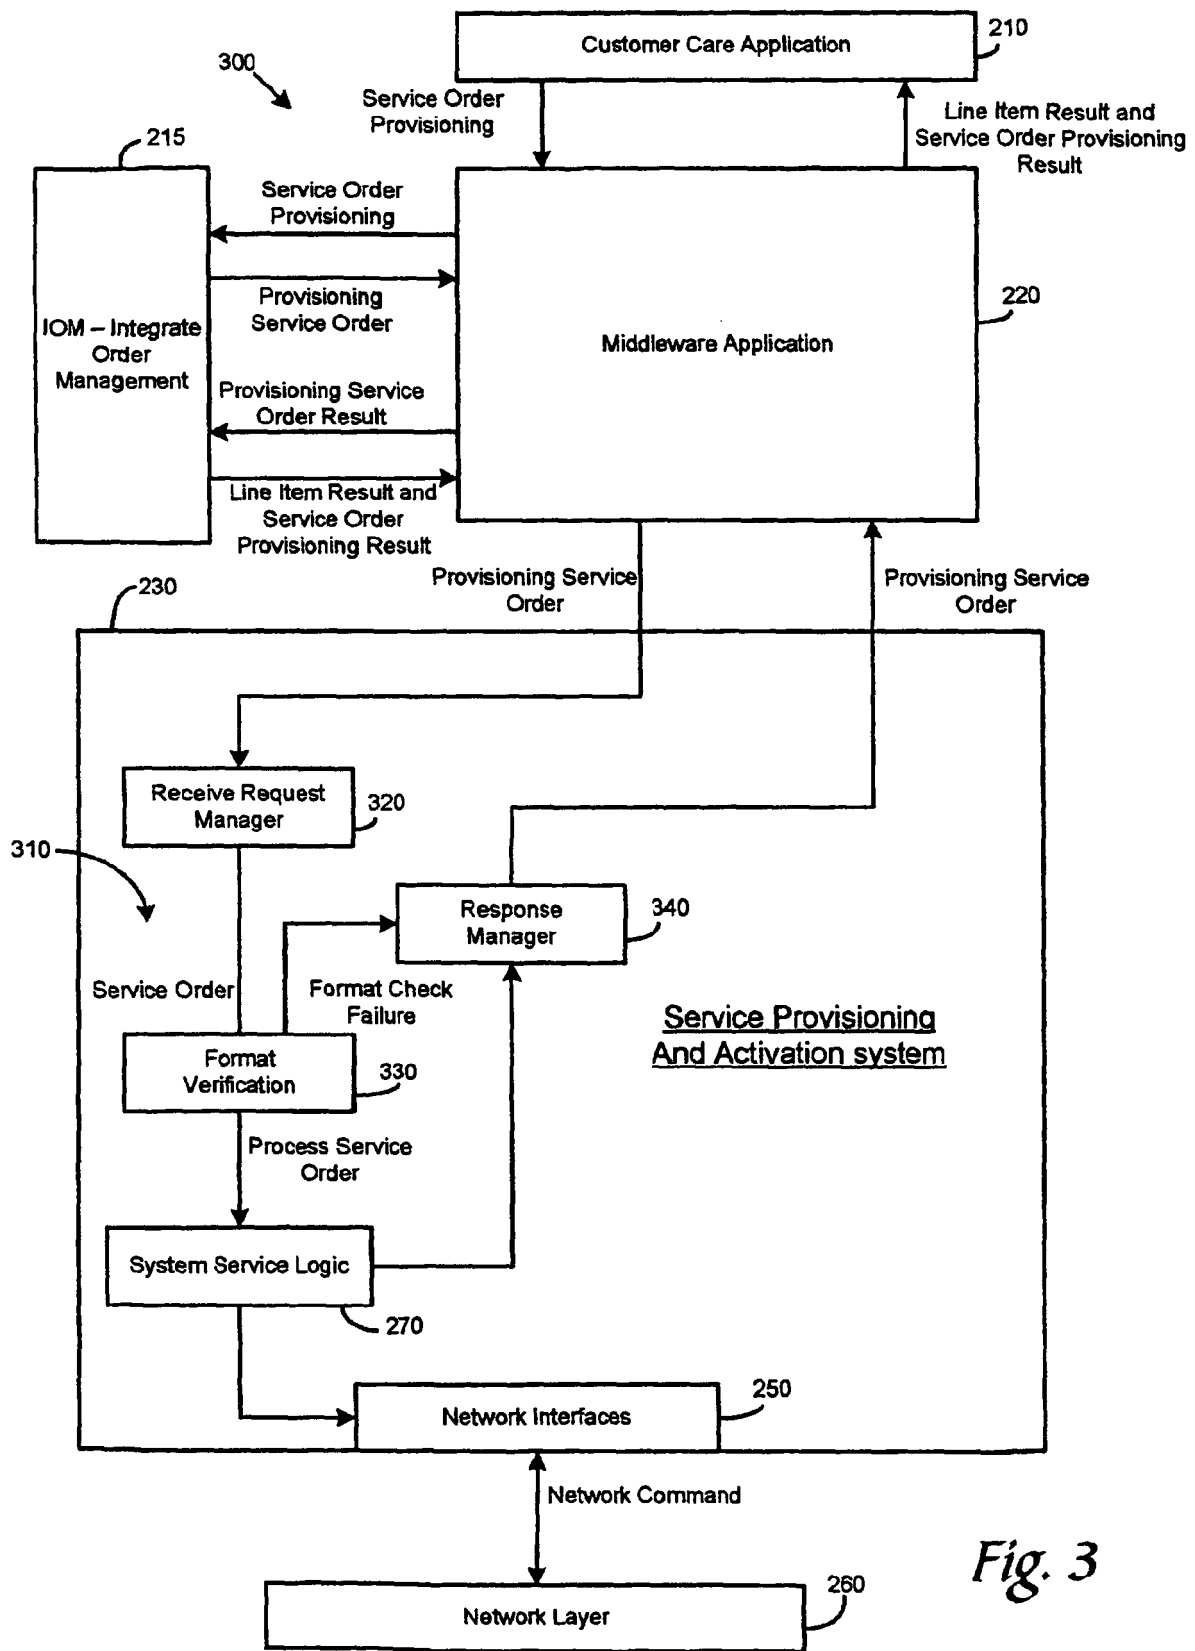 Customer Care Application
210
300
Service Order
Provisioning
Line Item Result and
Service Order Provisioning
Result
215
Service Order
Provisioning
Provisioning
Service Order
220
IOM – Integrate
Order
Management
Middleware Application
Provisioning Service
Order Result
Line Item Result and
Service Order
Provisioning Result
Provisioning Service
Order
Provisioning Service
Order
230
Receive Request
Manager
320
310
Response
Manager
340
Service Order
Format Check
Failure
Service Provisioning
And Activation system
Format
Verification
330
Process Service
Order
System Service Logic
270
Network Interfaces
250
Network Command
Fig. 3
Network Layer
260